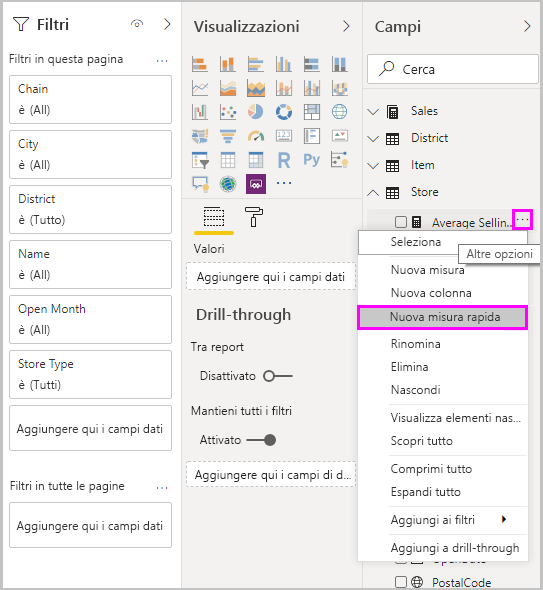 Filtri
Filtri in questa pagina ...
Chain
è (All)
City
è (All)
District
è (Tutto)
Name
è (All)
Open Month
è (All)
Store Type
è (Tutti)
Aggiungere qui i campi dati
Filtri in tutte le pagine ...
Aggiungere qui i campi dati
Visualizzazioni
123
R Py
...
Valori
Aggiungere qui i campi dati
Drill-through
Tra report
Disattivato
Mantieni tutti i filtri
Attivato
Aggiungere qui i campi di d...
Campi
Cerca
Sales
District
Item
Store
Average Sellin... ...
Seleziona
Altre opzioni
Nuova misura
Nuova colonna
Nuova misura rapida
Rinomina
Elimina
Nascondi
Visualizza elementi nas...
Scopri tutto
Comprimi tutto
Espandi tutto
Aggiungi ai filtri
Aggiungi a drill-through
PostalCode